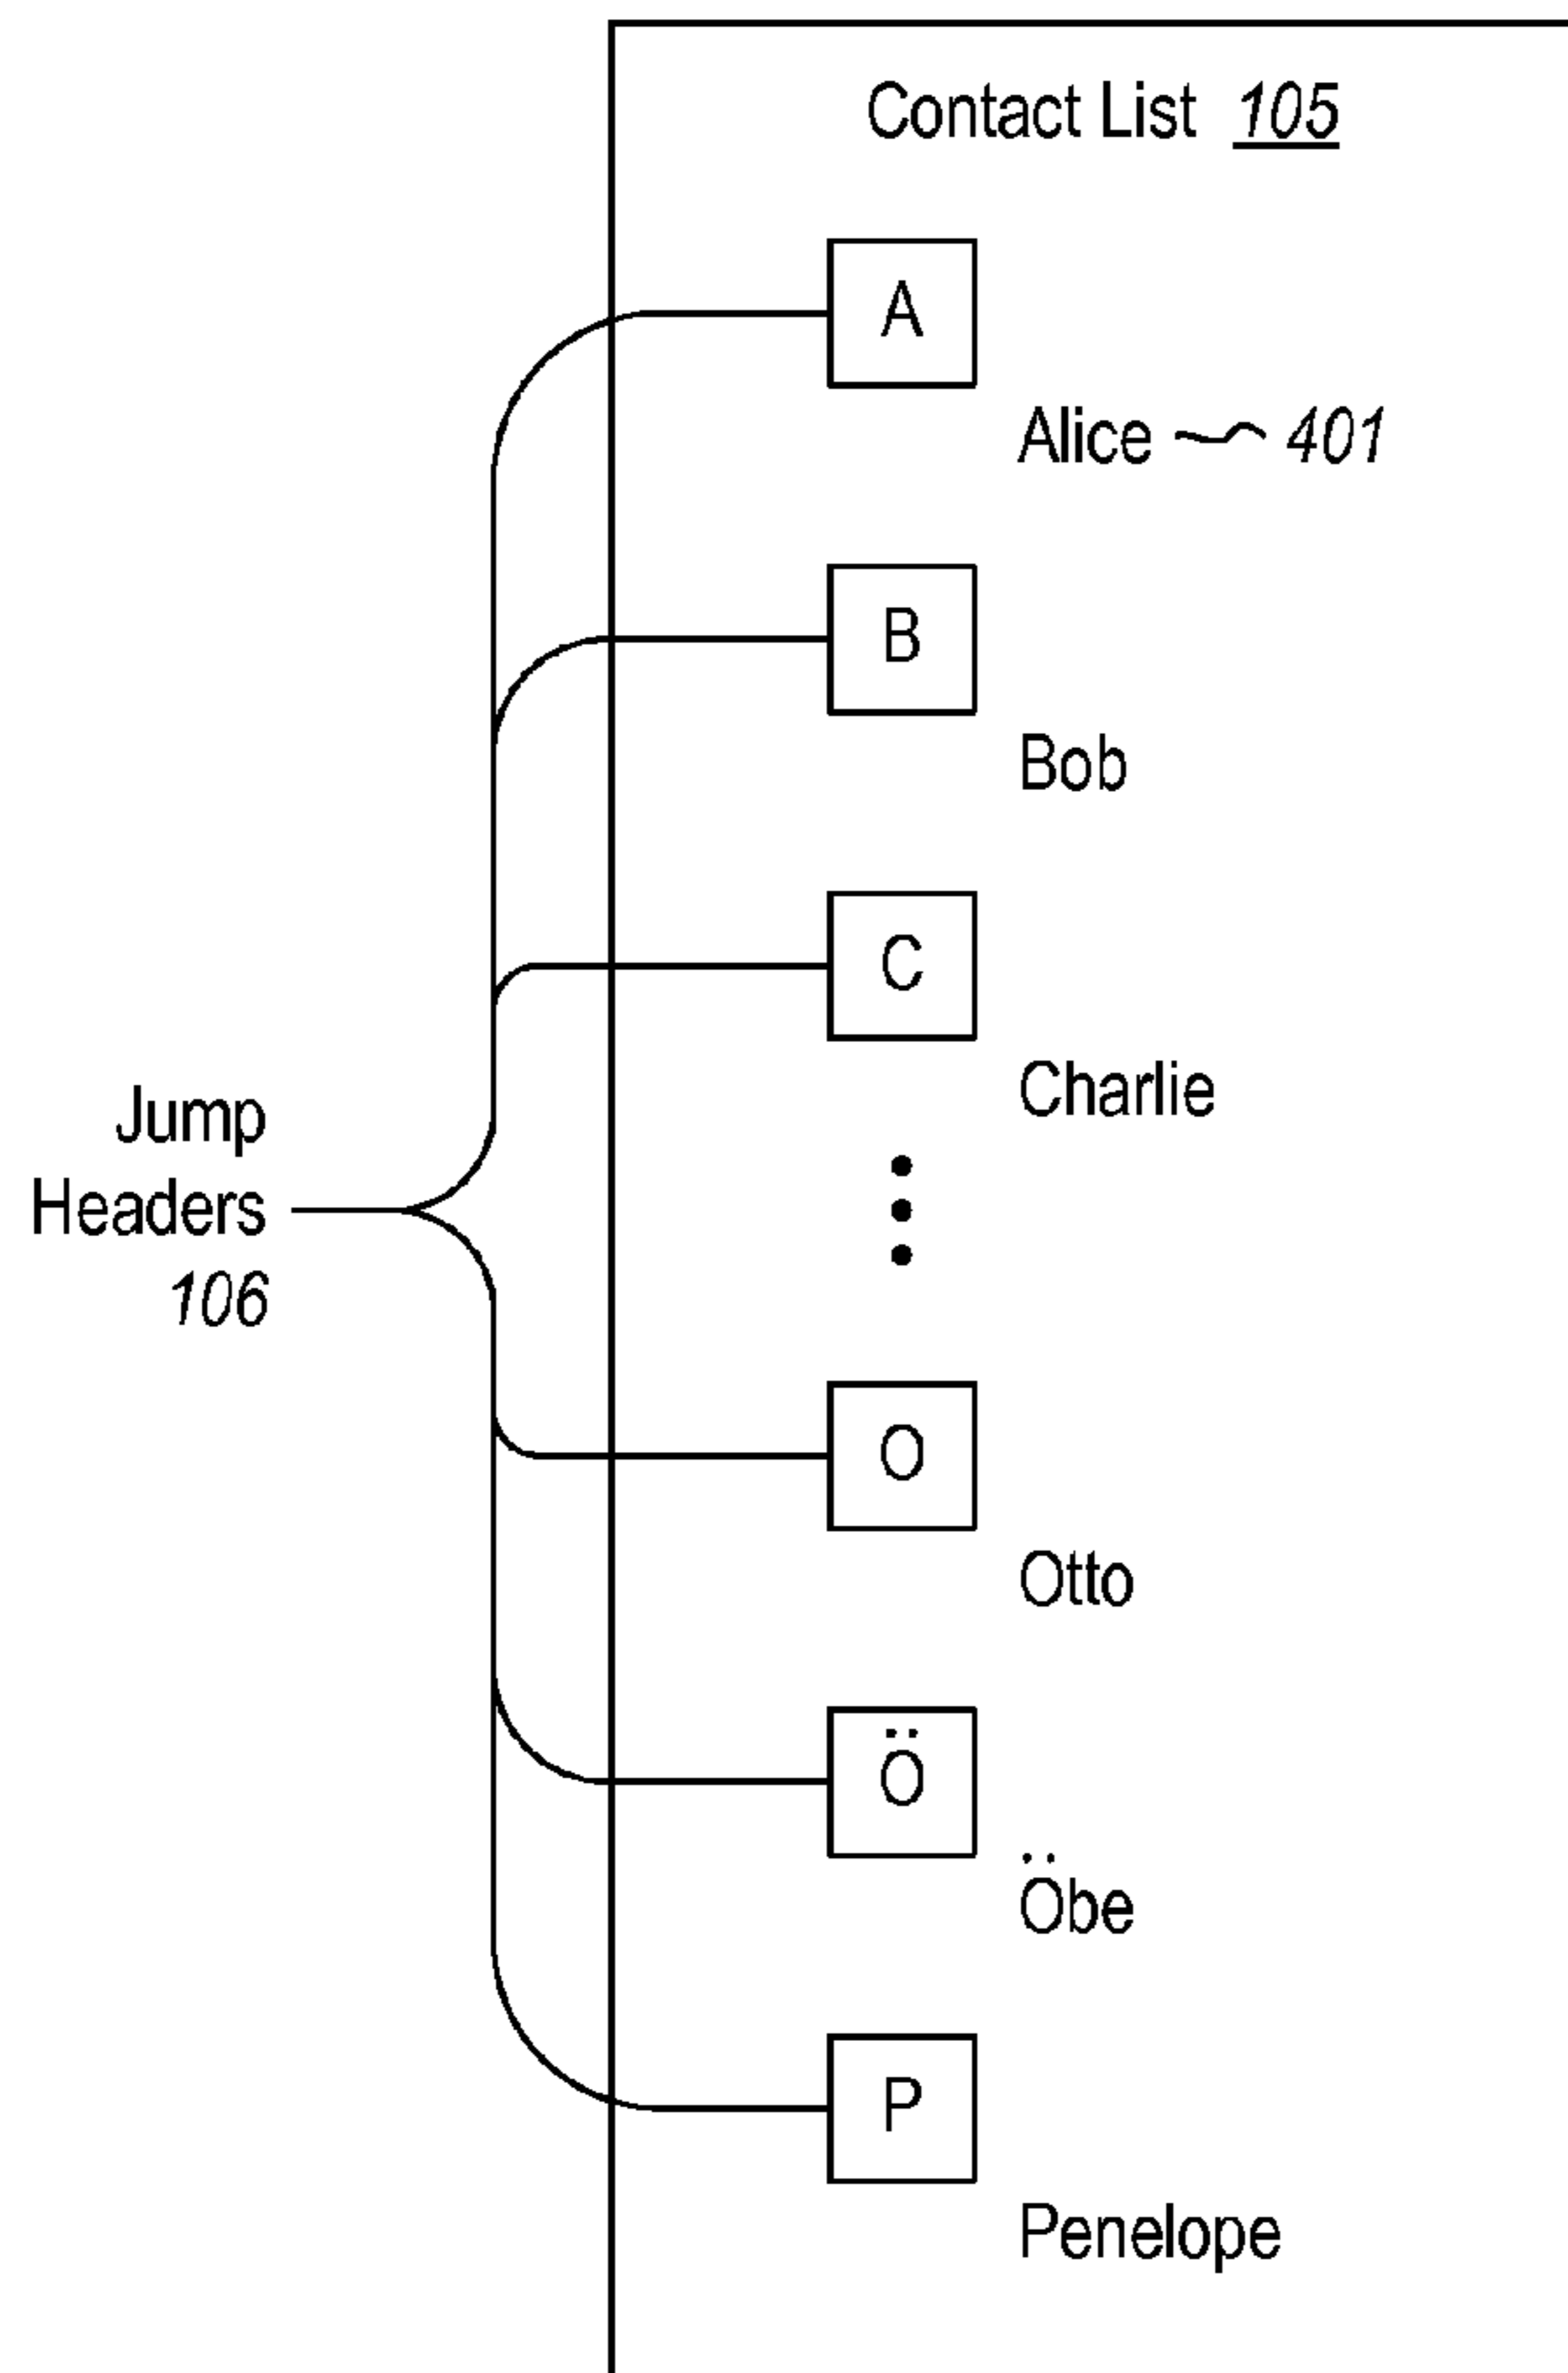 Contact List 105
A
Alice 401
B
Bob
C
Charlie
Jump
Headers
106
O
Otto
Ö
Öbe
P
Penelope